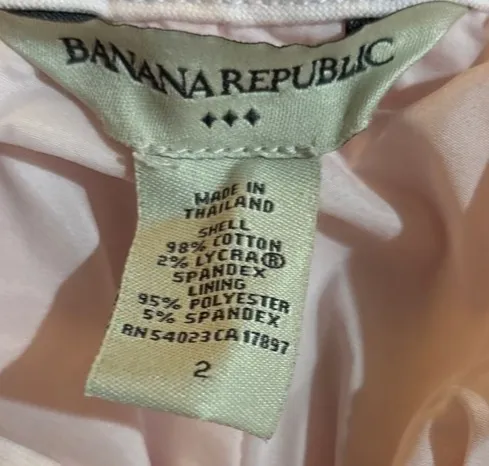 BANANA REPUBLIC
MADE IN
THAILAND
SHELL
98% COTTON
2% LYCRA®
SPANDEX
LINING
95% POLYESTER
5% SPANDEX
RN 54023 CA 17897
2